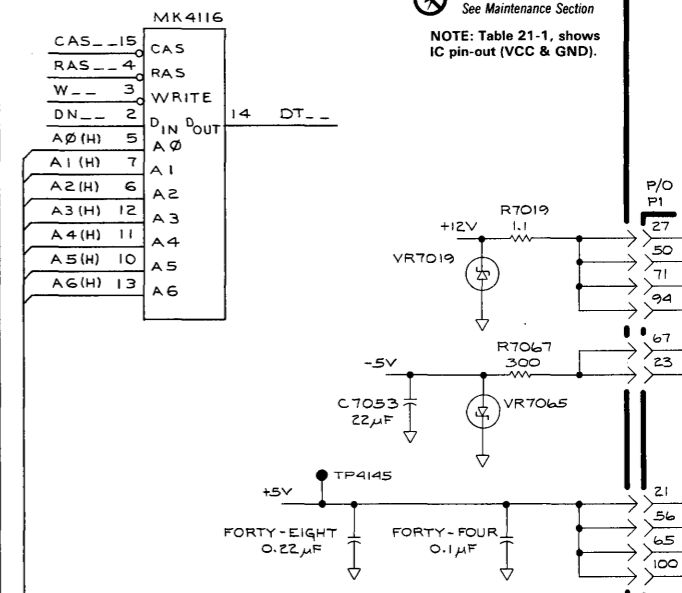 MK4116
CAS__ 15 CAS
RAS__ 4 RAS
W__ 3 WRITE
DN__ 2 DIN DOUT 14 DT__
AØ(H) 5 AØ
A1(H) 7 A1
A2(H) 6 A2
A3(H) 12 A3
A4(H) 11 A4
A5(H) 10 A5
A6(H) 13 A6
See Maintenance Section
NOTE: Table 21-1, shows
IC pin-out (VCC & GND).
P/O
P1
R7019
+12V 1.1 27
VR7019 50
71
94
R7067 67
-5V 300 23
C7053
22µF
VR7065
TP4145
+5V 21
56
FORTY-EIGHT
0.22µF
FORTY-FOUR
0.1µF
65
100